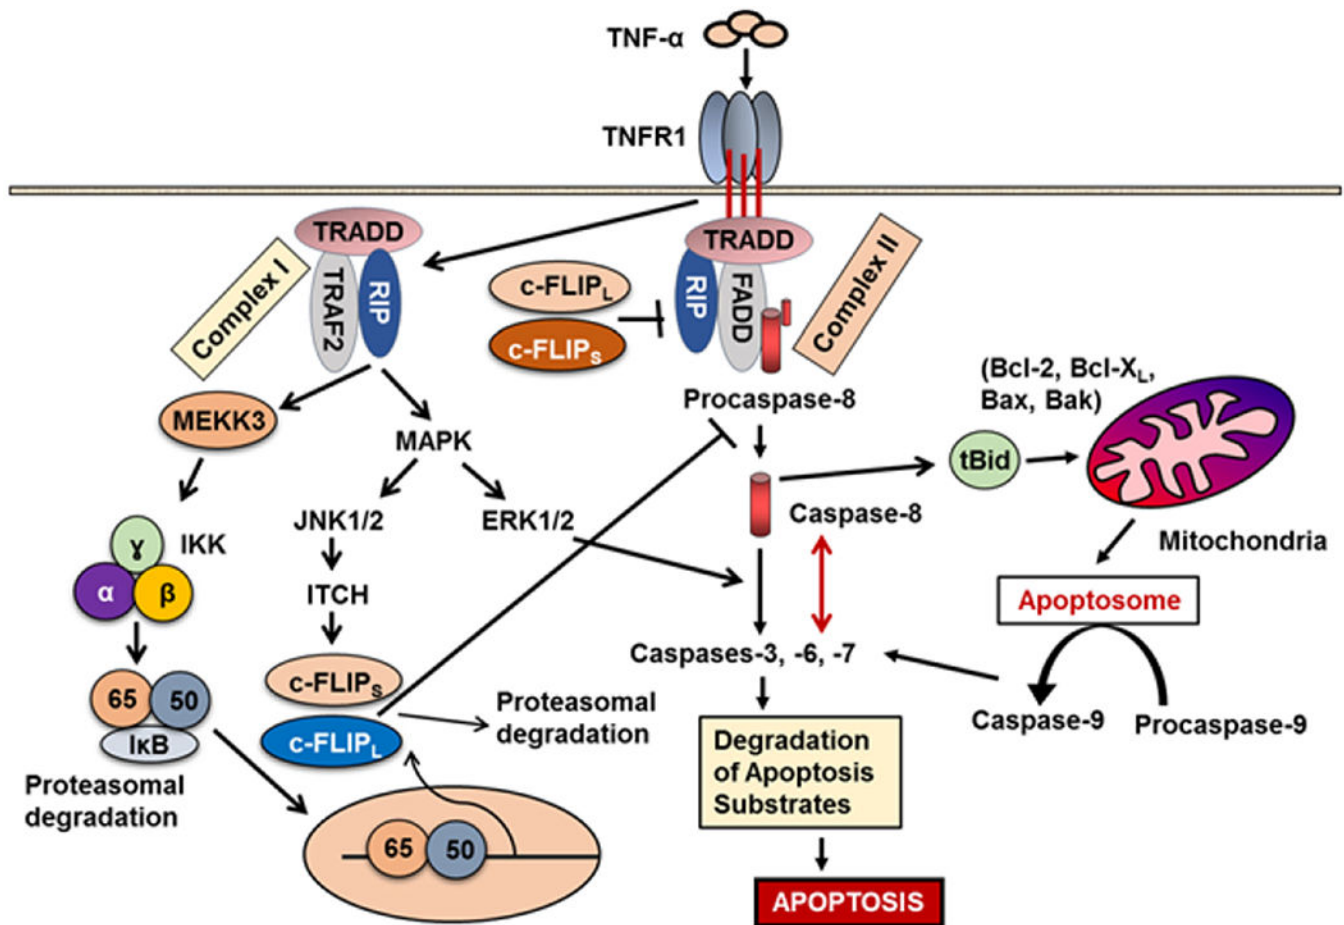 TNF-α
TNFR1
TRADD
TRAF2
RIP
Complex I
TRADD
RIP
FADD
Complex II
c-FLIPL
c-FLIPS
Procaspase-8
(Bcl-2, Bcl-XL,
Bax, Bak)
MEKK3
MAPK
tBid
Caspase-8
Mitochondria
JNK1/2
ERK1/2
IKK
ɣ
α
β
ITCH
Apoptosome
Caspases-3, -6, -7
c-FLIPS
c-FLIPL
Proteasomal
degradation
65
50
IκB
Proteasomal
degradation
Caspase-9
Procaspase-9
Degradation
of Apoptosis
Substrates
65
50
APOPTOSIS